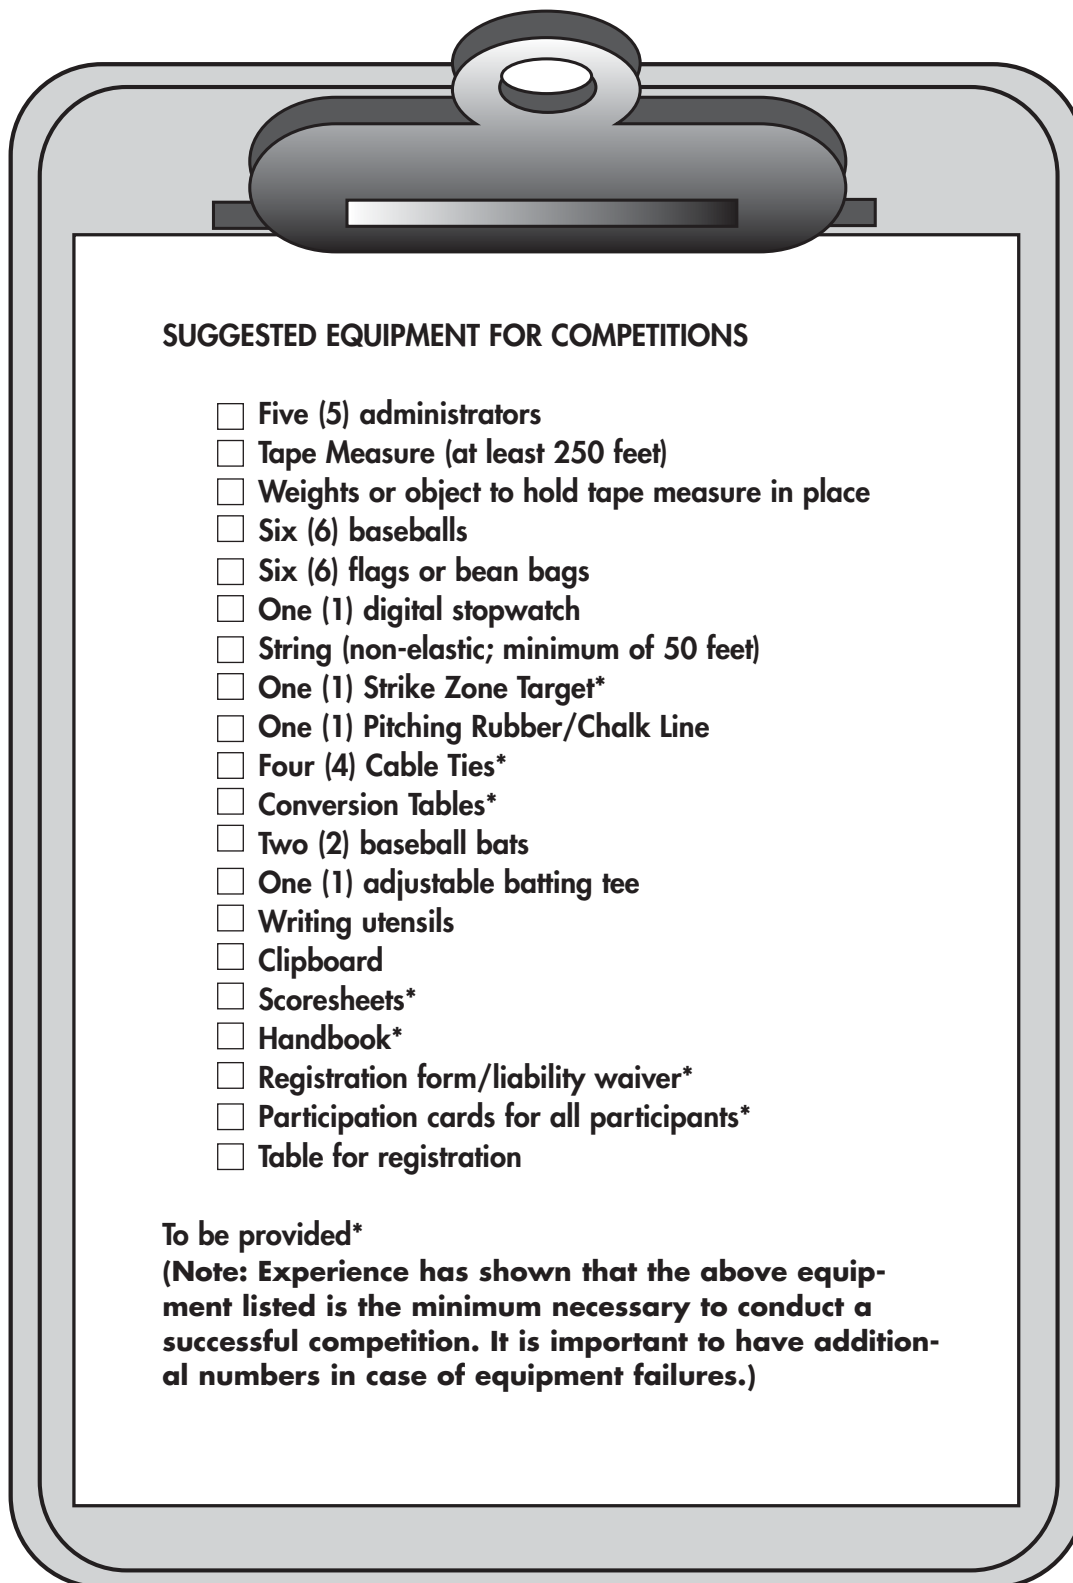 SUGGESTED EQUIPMENT FOR COMPETITIONS
Five (5) administrators
Tape Measure (at least 250 feet)
Weights or object to hold tape measure in place
Six (6) baseballs
Six (6) flags or bean bags
One (1) digital stopwatch
String (non-elastic; minimum of 50 feet)
One (1) Strike Zone Target*
One (1) Pitching Rubber/Chalk Line
Four (4) Cable Ties*
Conversion Tables*
Two (2) baseball bats
One (1) adjustable batting tee
Writing utensils
Clipboard
Scoresheets*
Handbook*
Registration form/liability waiver*
Participation cards for all participants*
Table for registration
To be provided*
(Note: Experience has shown that the above equip-
ment listed is the minimum necessary to conduct a
successful competition. It is important to have addition-
al numbers in case of equipment failures.)